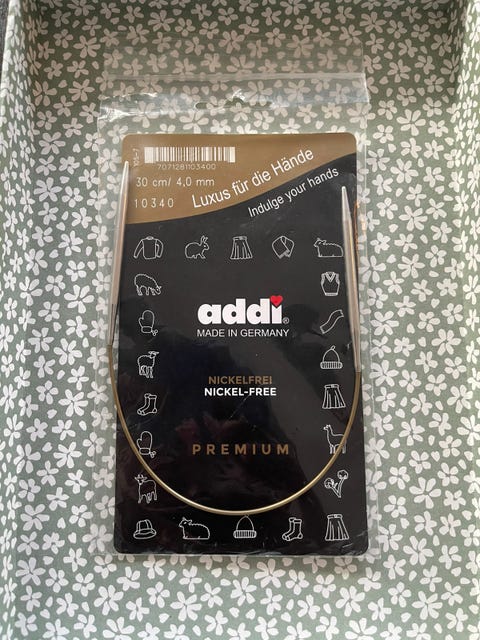 7071281103400
30 cm/ 4,0 mm
10340
Luxus für die Hände
Indulge your hands
addi®
MADE IN GERMANY
NICKELFREI
NICKEL-FREE
PREMIUM